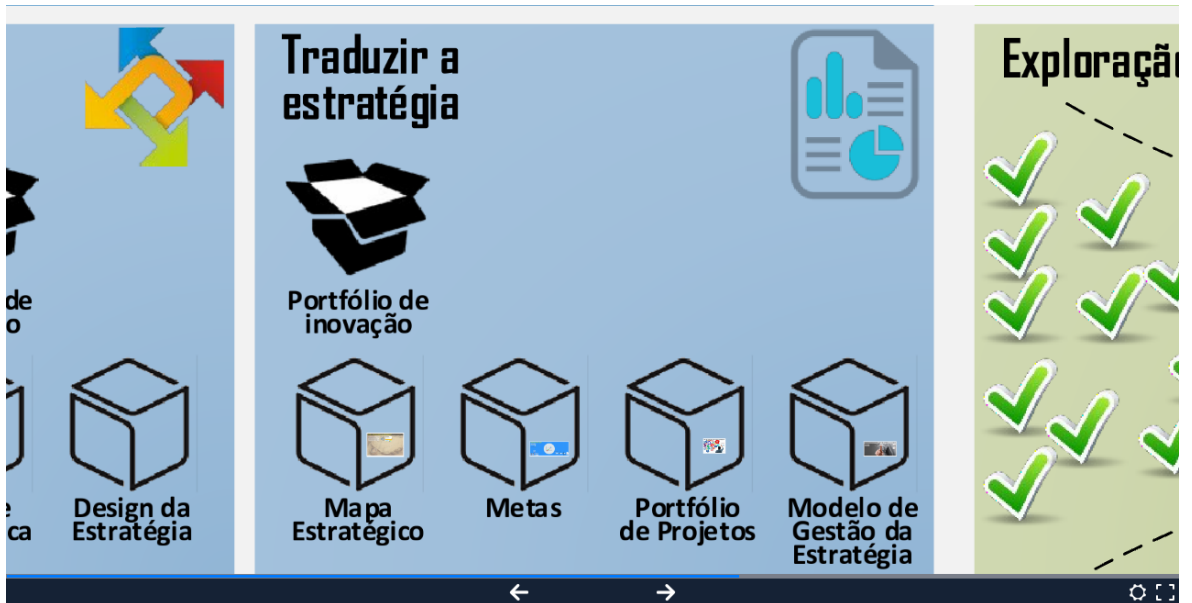 Traduzir a
estratégia
Portfólio de
inovação
Mapa
Estratégico
Metas
Portfólio
de Projetos
Modelo de
Gestão da
Estratégia
de
o
e
ca
Design da
Estratégia
Exploraçã